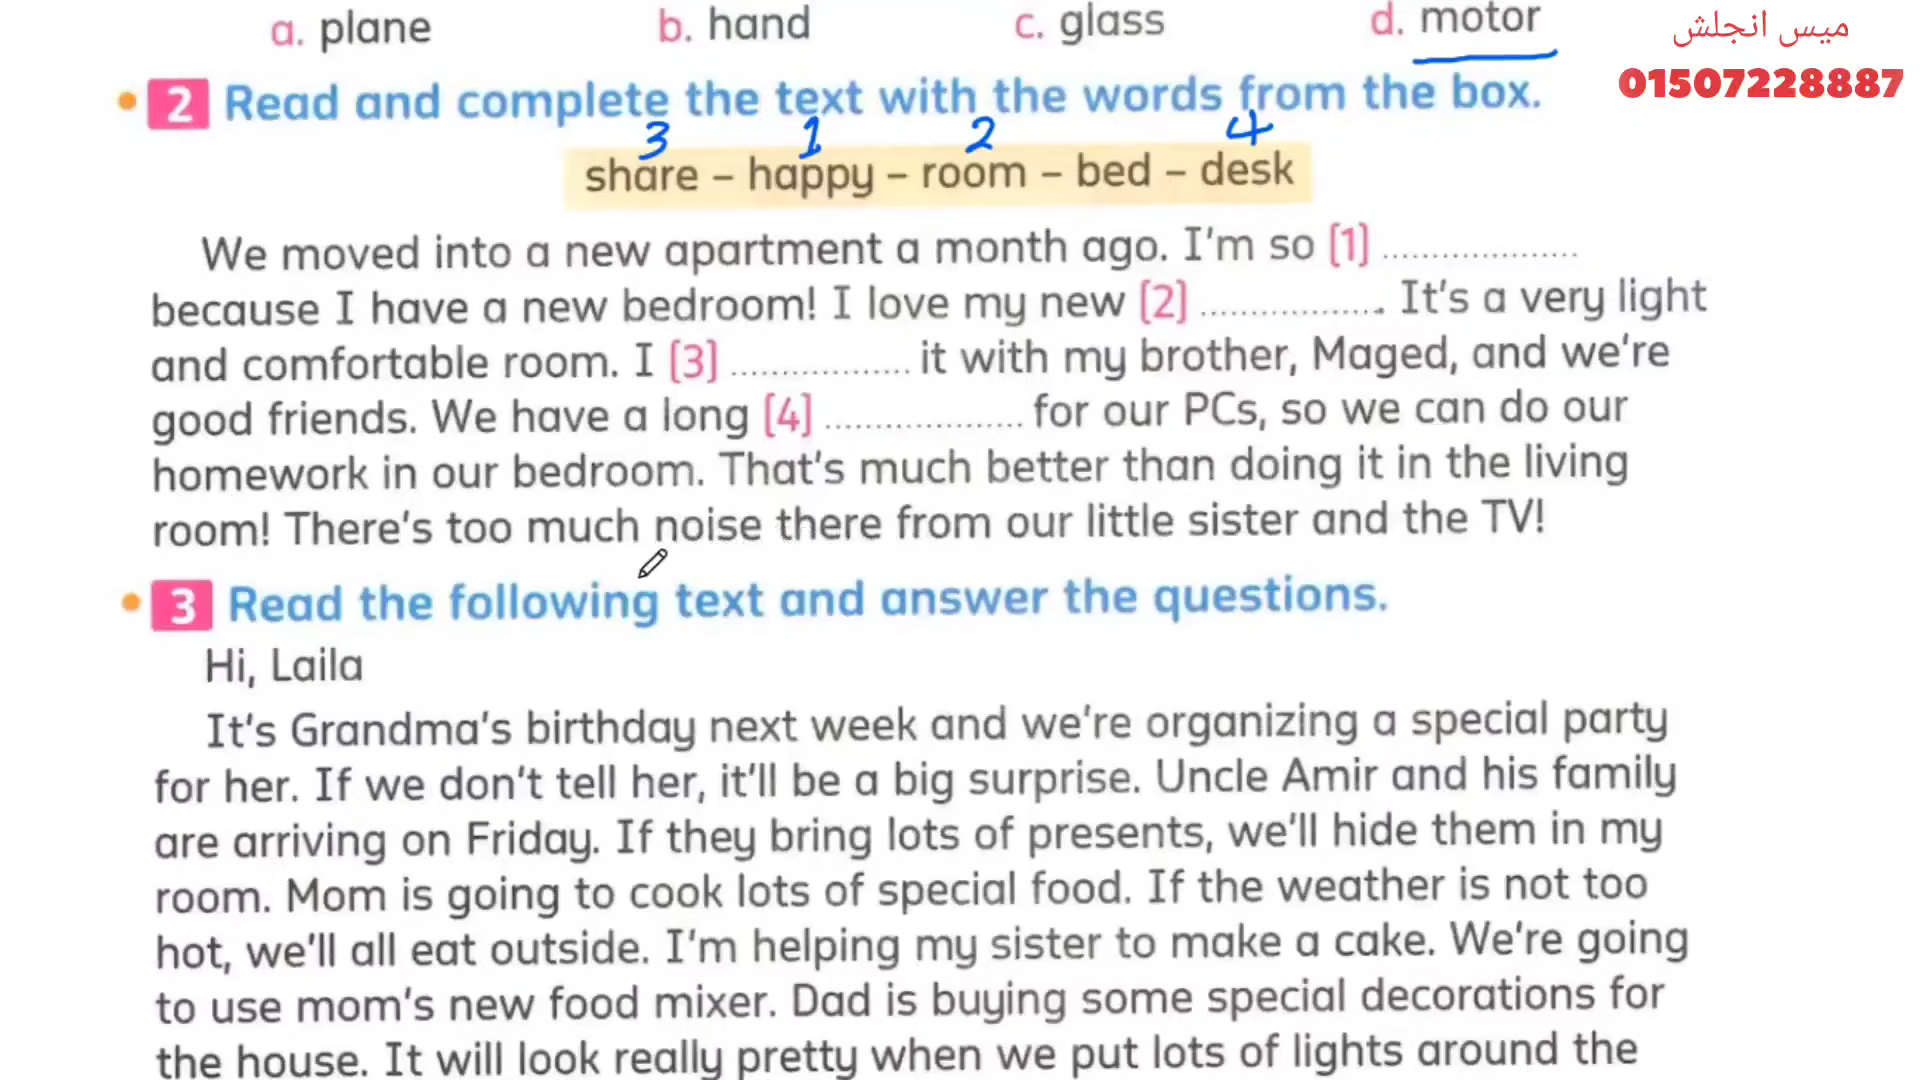 a. plane b. hand c. glass d. motor
ميس انجلش
01507228887
2 Read and complete the text with the words from the box.
3 1 2 4
share – happy – room – bed – desk
We moved into a new apartment a month ago. I'm so [1] ....................
because I have a new bedroom! I love my new [2] .................. It's a very light
and comfortable room. I [3] .................. it with my brother, Maged, and we're
good friends. We have a long [4] .................... for our PCs, so we can do our
homework in our bedroom. That's much better than doing it in the living
room! There's too much noise there from our little sister and the TV!
3 Read the following text and answer the questions.
Hi, Laila
It's Grandma's birthday next week and we're organizing a special party
for her. If we don't tell her, it'll be a big surprise. Uncle Amir and his family
are arriving on Friday. If they bring lots of presents, we'll hide them in my
room. Mom is going to cook lots of special food. If the weather is not too
hot, we'll all eat outside. I'm helping my sister to make a cake. We're going
to use mom's new food mixer. Dad is buying some special decorations for
the house. It will look really pretty when we put lots of lights around the